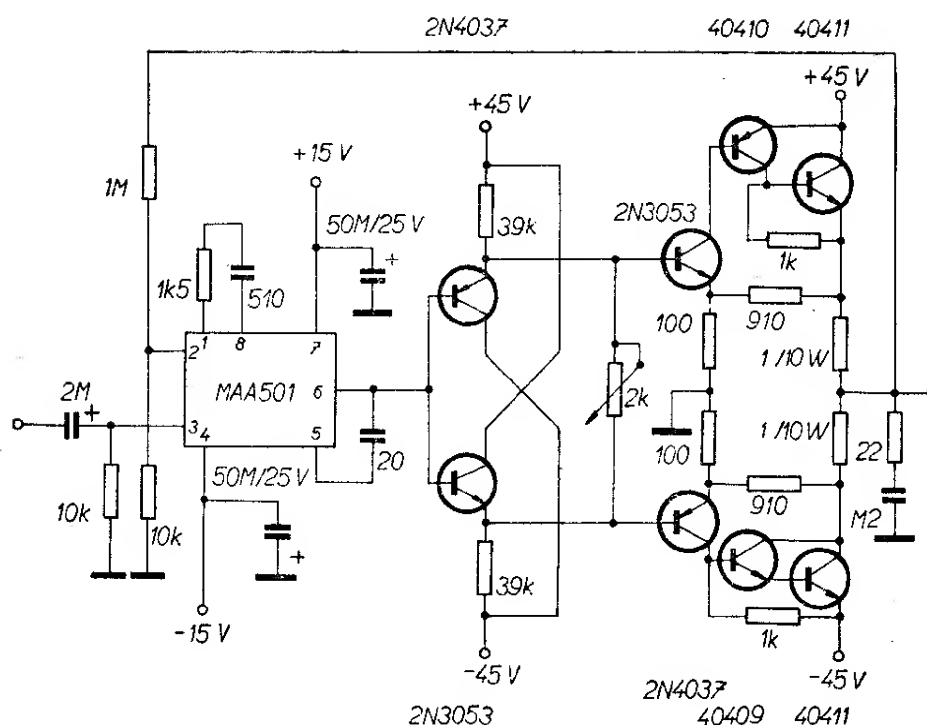 2N4037 40410 40411
+45 V
+45 V
+15 V
1M
50M/25 V
+
39k
2N3053
1k5
510
1k
1 8 7
100
910
2
2M
+
MAA501
6
1/10W
2k
3
4
5
20
100
1/10W
22
50M/25 V
910
10k
10k
+
M2
39k
-15 V
1k
-45 V
-45 V
2N4037
2N3053
40409 40411